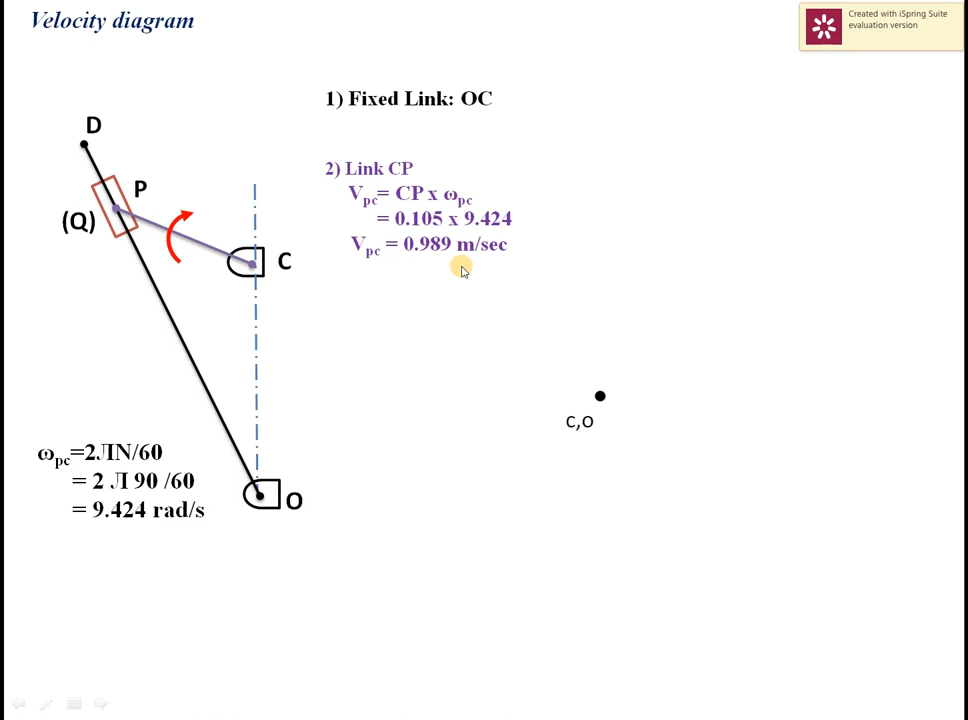 Velocity diagram
Created with iSpring Suite
evaluation version
1) Fixed Link: OC
D
2) Link CP
P
Vpc= CP x ωpc
(Q)
= 0.105 x 9.424
Vpc = 0.989 m/sec
C
c,o
ωpc=2ЛN/60
= 2 Л 90 /60
O
= 9.424 rad/s